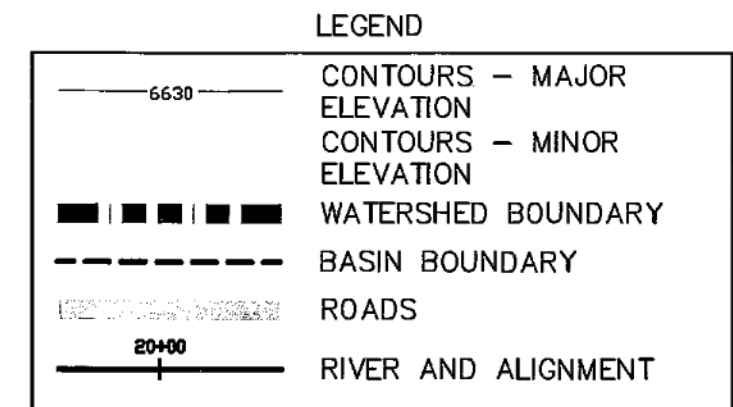 LEGEND
6630
CONTOURS – MAJOR
ELEVATION
CONTOURS – MINOR
ELEVATION
WATERSHED BOUNDARY
BASIN BOUNDARY
ROADS
20+00
RIVER AND ALIGNMENT